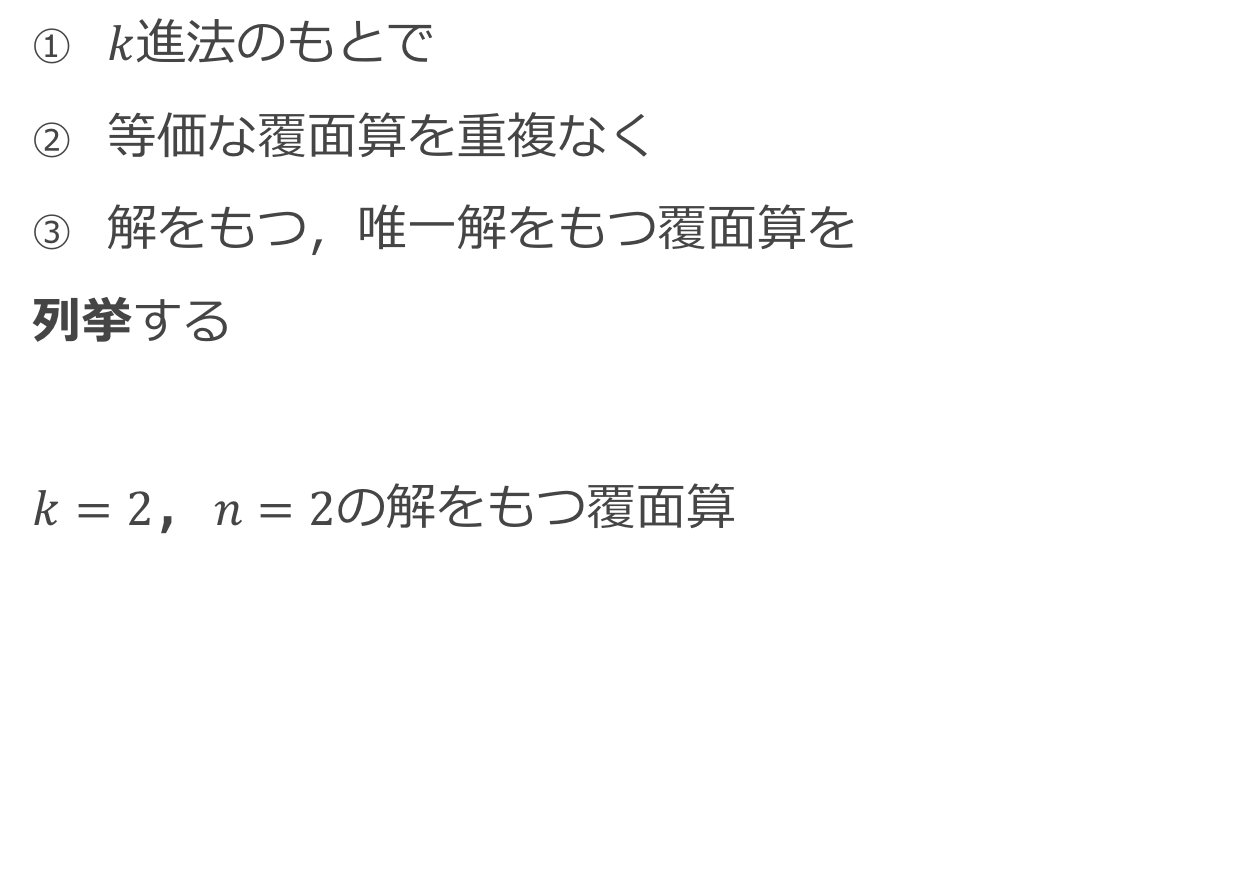 ① k進法のもとで
② 等価な覆面算を重複なく
③ 解をもつ，唯一解をもつ覆面算を
列挙する
k = 2，n = 2の解をもつ覆面算